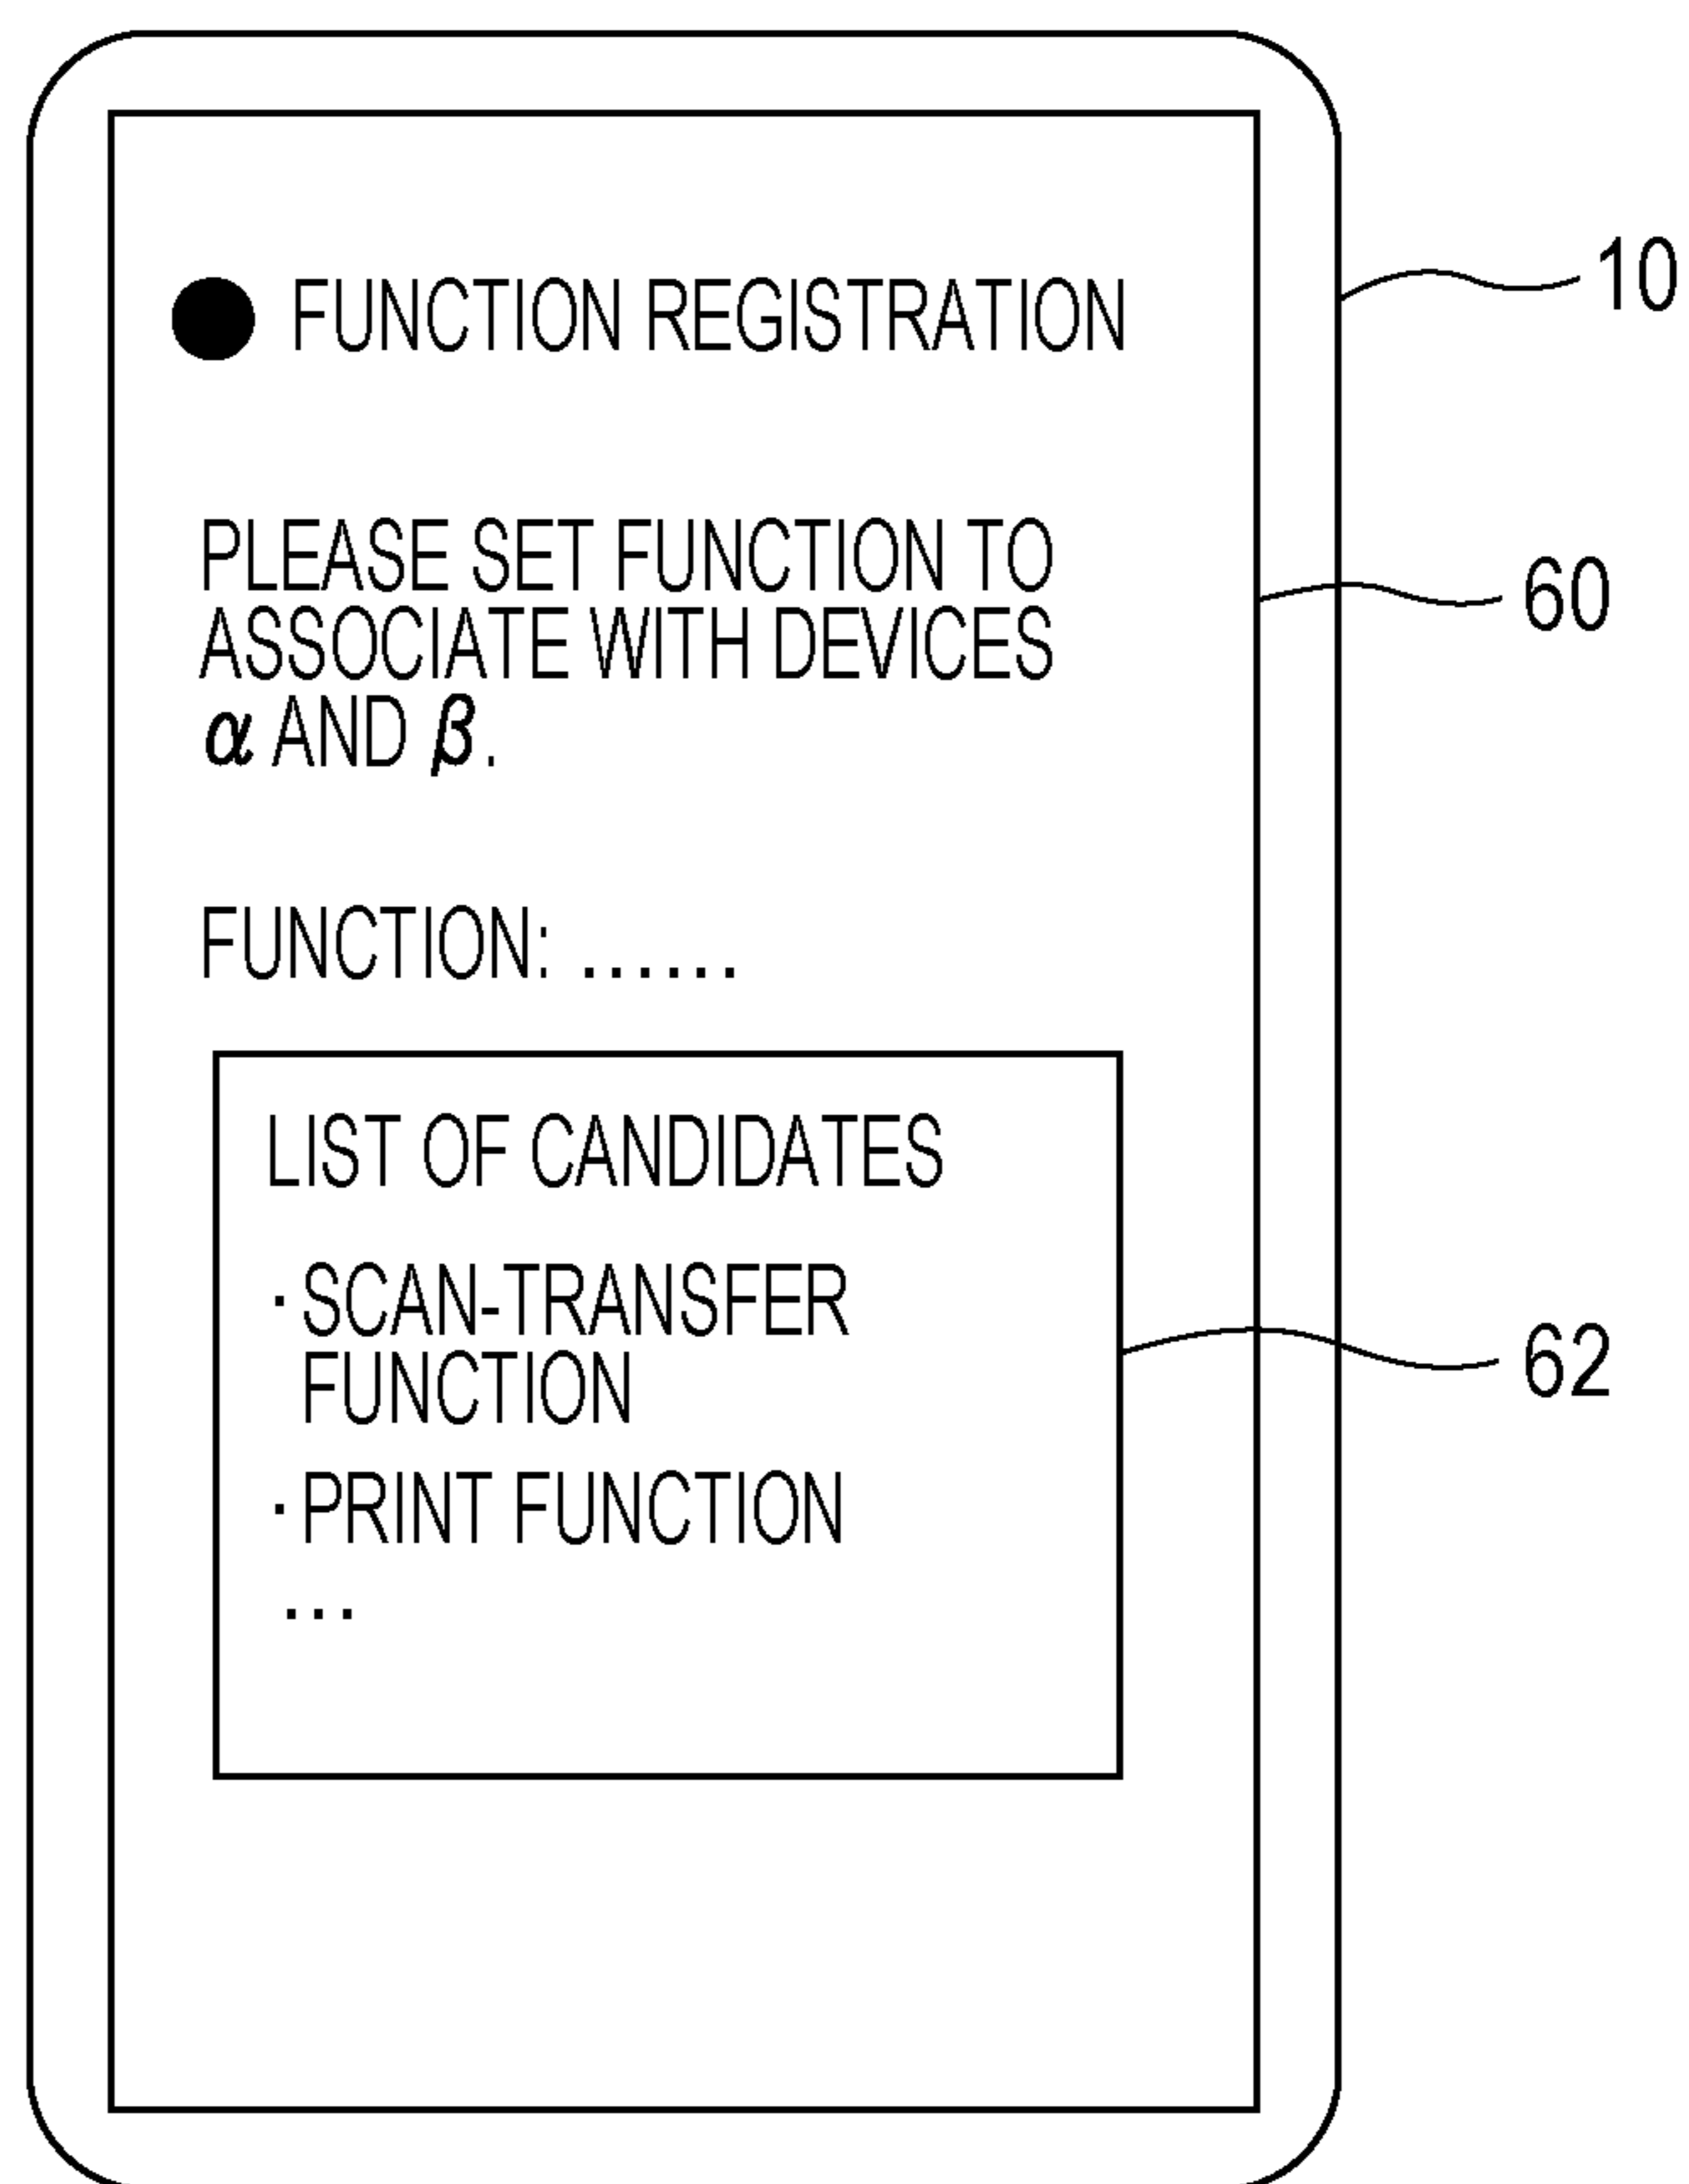 ● FUNCTION REGISTRATION
10
PLEASE SET FUNCTION TO
ASSOCIATE WITH DEVICES
α AND β.
60
FUNCTION: ......
LIST OF CANDIDATES
·SCAN-TRANSFER
FUNCTION
62
·PRINT FUNCTION
...